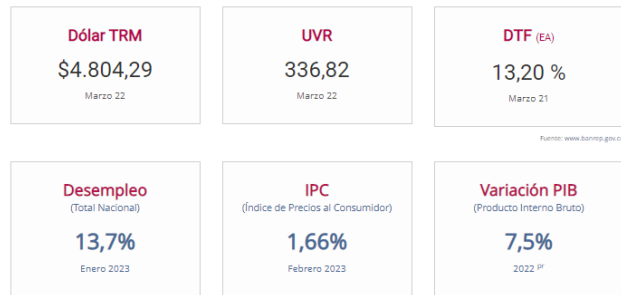 Dólar TRM
$4.804,29
Marzo 22
UVR
336,82
Marzo 22
DTF (EA)
13,20 %
Marzo 21
Fuente: www.banrep.gov.c
Desempleo
(Total Nacional)
13,7%
Enero 2023
IPC
(Índice de Precios al Consumidor)
1,66%
Febrero 2023
Variación PIB
(Producto Interno Bruto)
7,5%
2022 pr